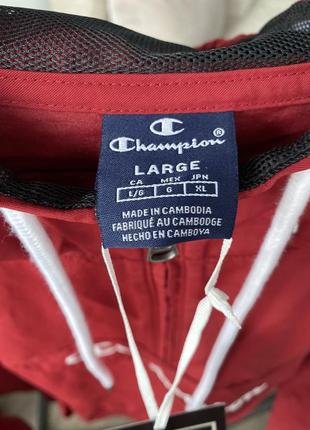 Champion®
LARGE
CA MEX JPN
L/G G XL
MADE IN CAMBODIA
FABRIQUÉ AU CAMBODGE
HECHO EN CAMBOYA